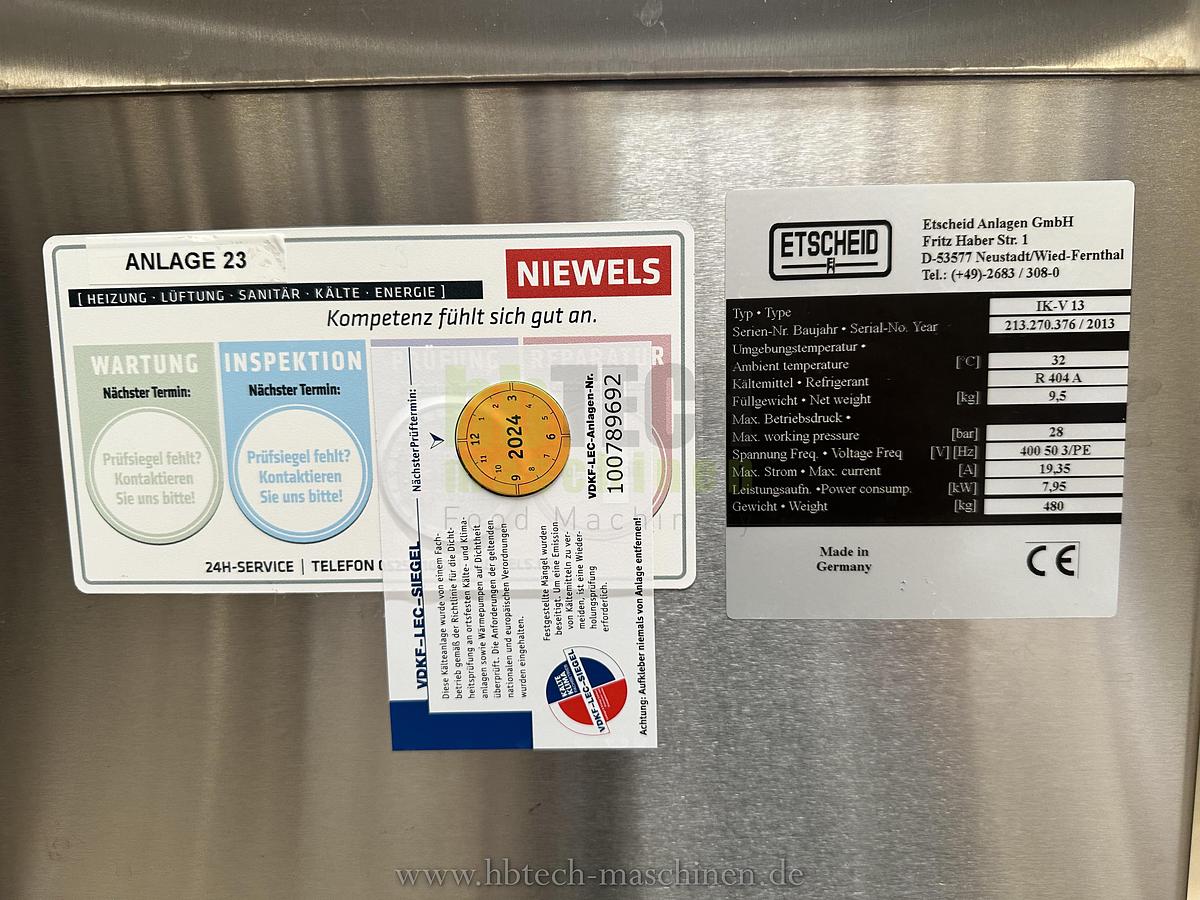 ANLAGE 23
NIEWELS
[ HEIZUNG · LÜFTUNG · SANITÄR · KÄLTE · ENERGIE ]
Kompetenz fühlt sich gut an.
WARTUNG
Nächster Termin:
Prüfsiegel fehlt?
Kontaktieren
Sie uns bitte!
INSPEKTION
Nächster Termin:
Prüfsiegel fehlt?
Kontaktieren
Sie uns bitte!
PRÜFUNG
REPARATUR
24H-SERVICE | TELEFON
VDKF-LEC-SIEGEL
Nächster Prüftermin:
2024
1
2
3
4
5
6
7
8
9
10
11
12
VDKF-LEC-Anlagen-Nr.
100789692
Diese Kälteanlage wurde von einem Fach-
betrieb gemäß der Richtlinie für die Dicht-
heitsprüfung an ortsfesten Kälte- und Klima-
anlagen sowie Wärmepumpen auf Dichtheit
überprüft. Die Anforderungen der geltenden
nationalen und europäischen Verordnungen
wurden eingehalten.
Festgestellte Mängel wurden
beseitigt. Um eine Emission
von Kältemitteln zu ver-
meiden, ist eine Wieder-
holungsprüfung
erforderlich.
KÄLTE
KLIMA
VDKF-LEC-SIEGEL
Achtung: Aufkleber niemals von Anlage entfernen!
ETSCHEID
Etscheid Anlagen GmbH
Fritz Haber Str. 1
D-53577 Neustadt/Wied-Fernthal
Tel.: (+49)-2683 / 308-0
Typ • Type IK-V 13
Serien-Nr. Baujahr • Serial-No. Year 213.270.376 / 2013
Umgebungstemperatur •
Ambient temperature [°C] 32
Kältemittel • Refrigerant R 404 A
Füllgewicht • Net weight [kg] 9,5
Max. Betriebsdruck •
Max. working pressure [bar] 28
Spannung Freq. • Voltage Freq [V] [Hz] 400 50 3/PE
Max. Strom • Max. current [A] 19,35
Leistungsaufn. •Power consump. [kW] 7,95
Gewicht • Weight [kg] 480
Made in
Germany
CE
hb TEC
maschinen
Food Machinery
www.hbtech-maschinen.de